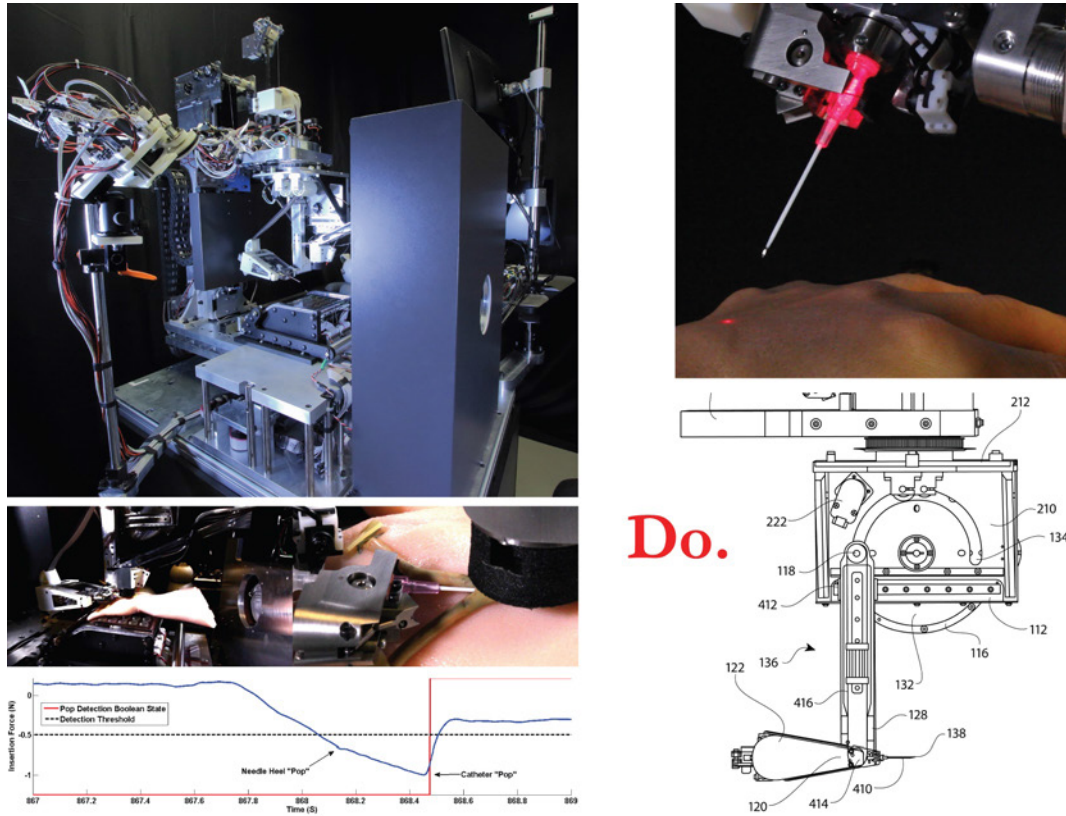 Do.
212
210
222
134
118
412
112
116
136
132
122
416
128
138
120
414
410
Insertion Force (N)
0
-0.5
-1
Pop Detection Boolean State
Detection Threshold
Needle Heel "Pop"
Catheter "Pop"
867 867.2 867.4 867.6 867.8 868 868.2 868.4 868.6 868.8 869
Time (S)